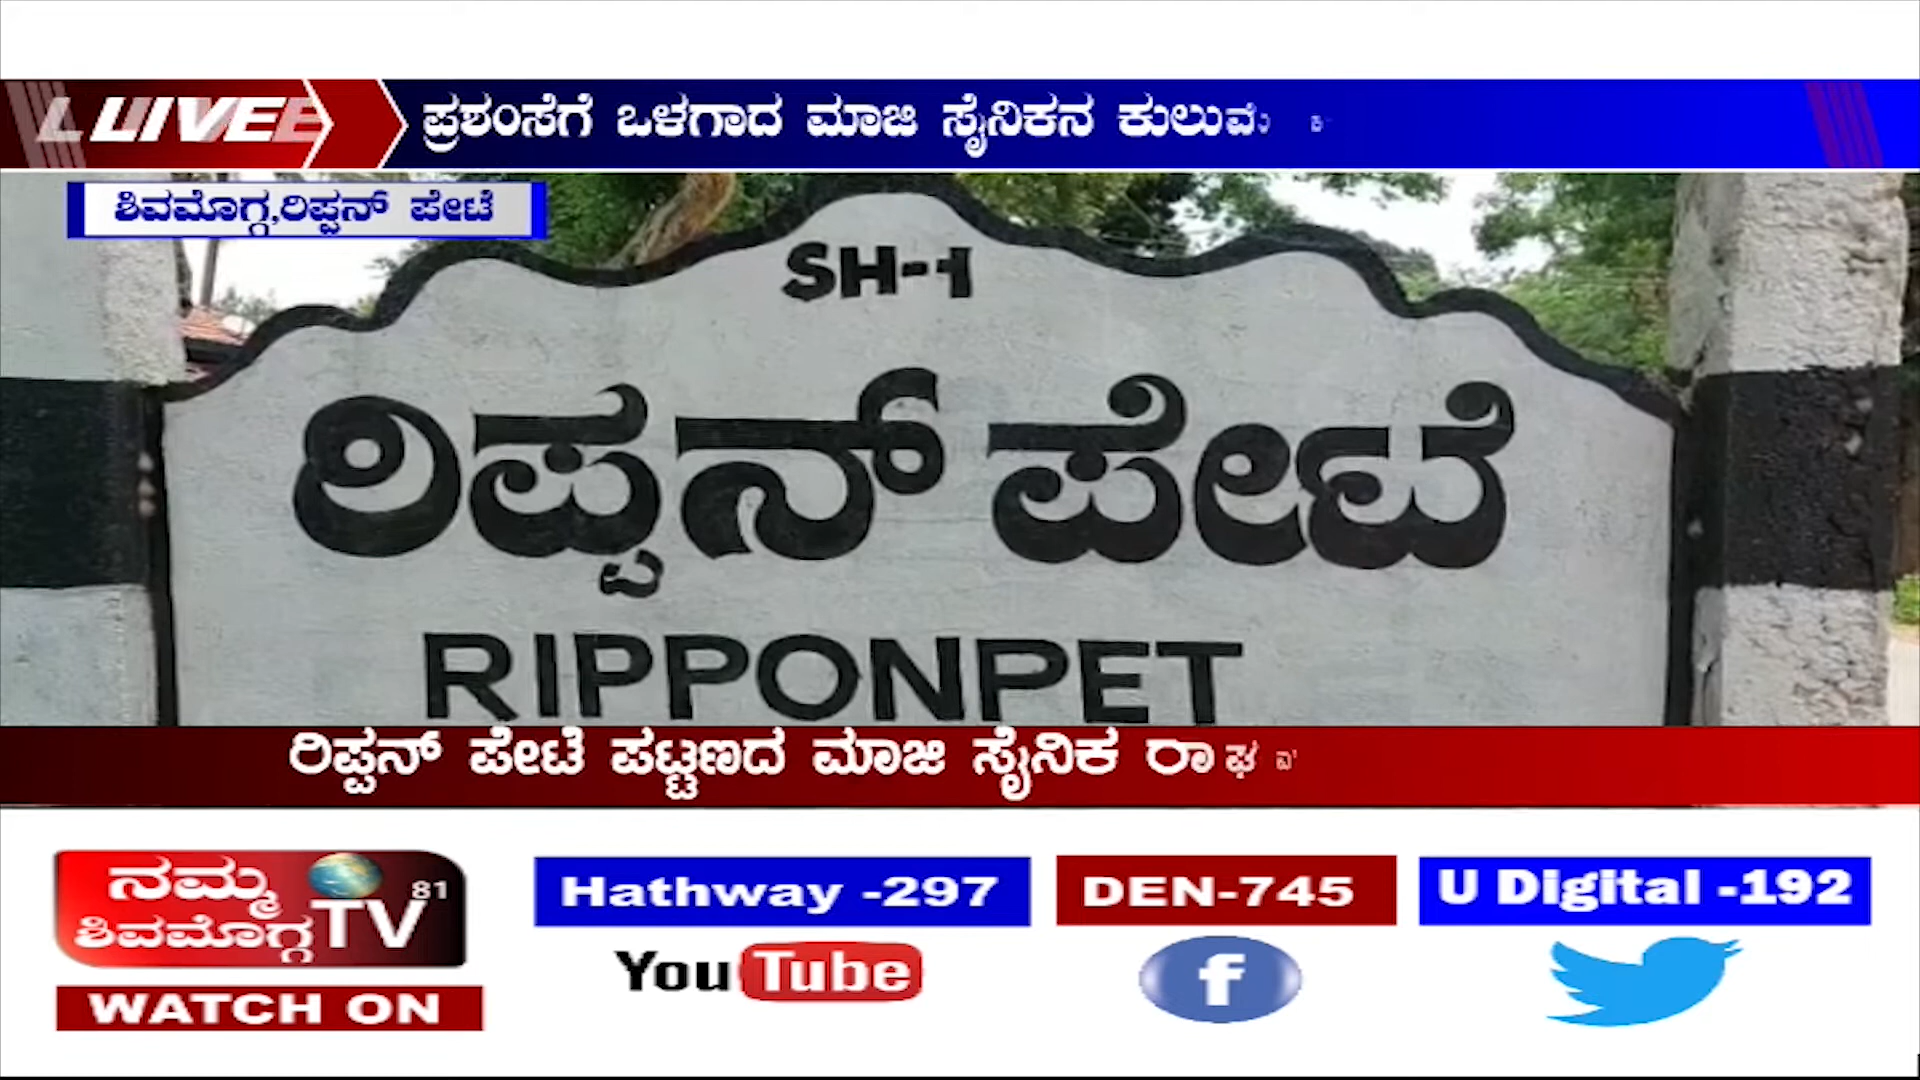 LIVE
ಪ್ರಶಂಸೆಗೆ ಒಳಗಾದ ಮಾಜಿ ಸೈನಿಕನ
ಶಿವಮೊಗ್ಗ,ರಿಪ್ಪನ್ ಪೇಟೆ
SH-1
ರಿಪ್ಪನ್ ಪೇಟೆ
RIPPONPET
ರಿಪ್ಪನ್ ಪೇಟೆ ಪಟ್ಟಣದ ಮಾಜಿ ಸೈನಿಕ
ನಮ್ಮ
ಶಿವಮೊಗ್ಗ TV 81
WATCH ON
Hathway -297
DEN-745
U Digital -192
YouTube
f